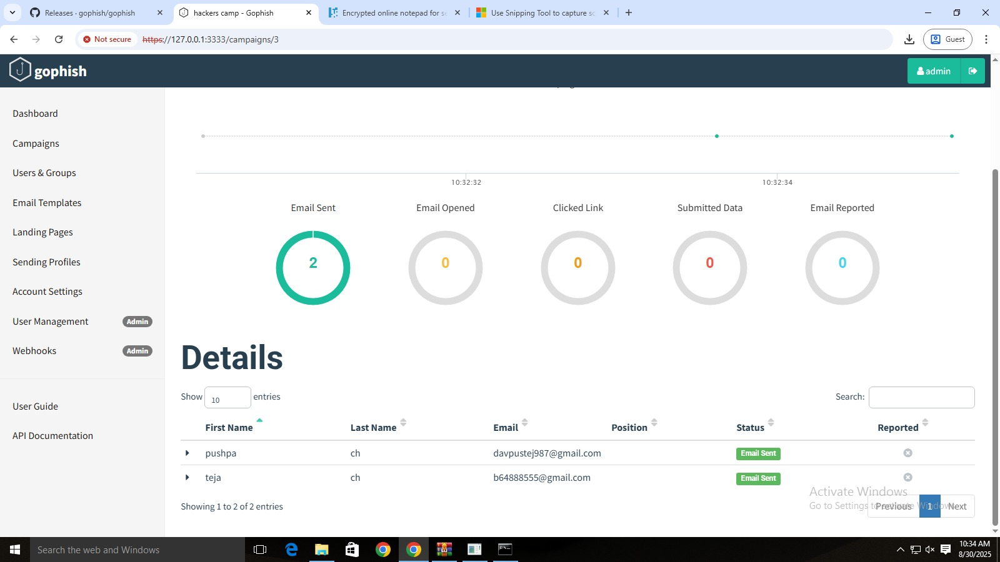 Releases · gophish/gophish
hackers camp - Gophish
Encrypted online notepad for se
Use Snipping Tool to capture sc
Not secure
https://127.0.0.1:3333/campaigns/3
Guest
gophish
admin
Dashboard
Campaigns
Users & Groups
Email Templates
Landing Pages
Sending Profiles
Account Settings
User Management Admin
Webhooks Admin
User Guide
API Documentation
10:32:32 10:32:34
Email Sent Email Opened Clicked Link Submitted Data Email Reported
2 0 0 0 0
Details
Show 10 entries Search:
First Name Last Name Email Position Status Reported
pushpa ch davpustej987@gmail.com Email Sent
teja ch b64888555@gmail.com Email Sent
Showing 1 to 2 of 2 entries
Previous 1 Next
Activate Windows
Go to Settings to activate Windows.
Search the web and Windows
10:34 AM
8/30/2025